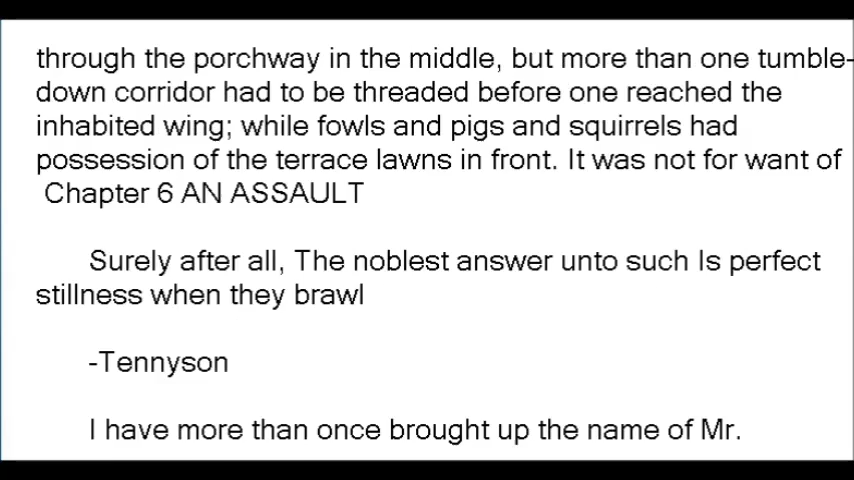 through the porchway in the middle, but more than one tumble-
down corridor had to be threaded before one reached the
inhabited wing; while fowls and pigs and squirrels had
possession of the terrace lawns in front. It was not for want of
Chapter 6 AN ASSAULT
Surely after all, The noblest answer unto such Is perfect
stillness when they brawl
-Tennyson
I have more than once brought up the name of Mr.